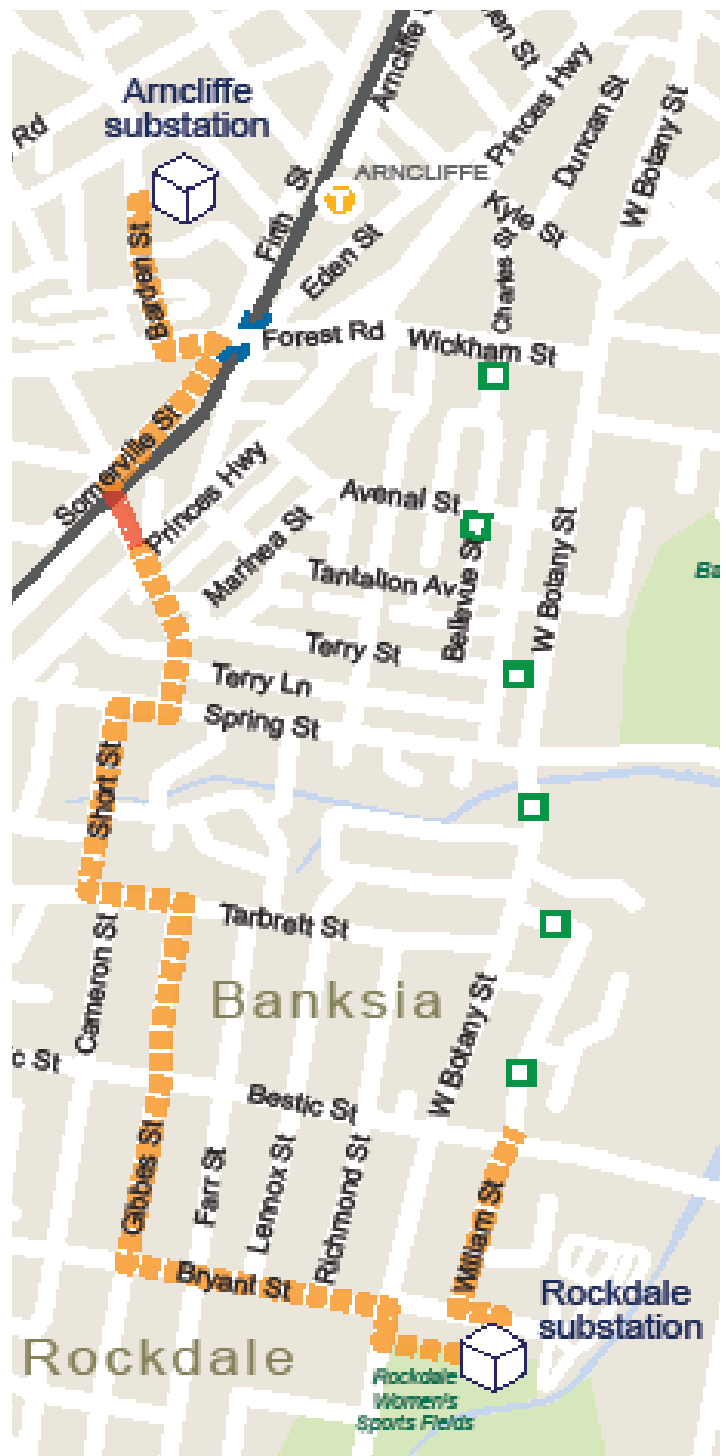 Arncliffe
substation
Rd
Arncliffe S
en St
Princes Hwy
Duncan St
W Botany St
ARNCLIFFE
T
Firth St
Eden St
Kyle St
Charles St
Barden St
Forest Rd
Wickham St
Somerville St
Princes Hwy
Avenal St
Marinea St
Tantallon Av
Bellevue St
W Botany St
Ba
Terry St
Terry Ln
Spring St
Short St
Tarbrett St
Cameron St
Banksia
W Botany St
c St
Bestic St
Gibbes St
Farr St
Lennox St
Richmond St
William St
Bryant St
Rockdale
substation
Rockdale
Rockdale
Women's
Sports Fields